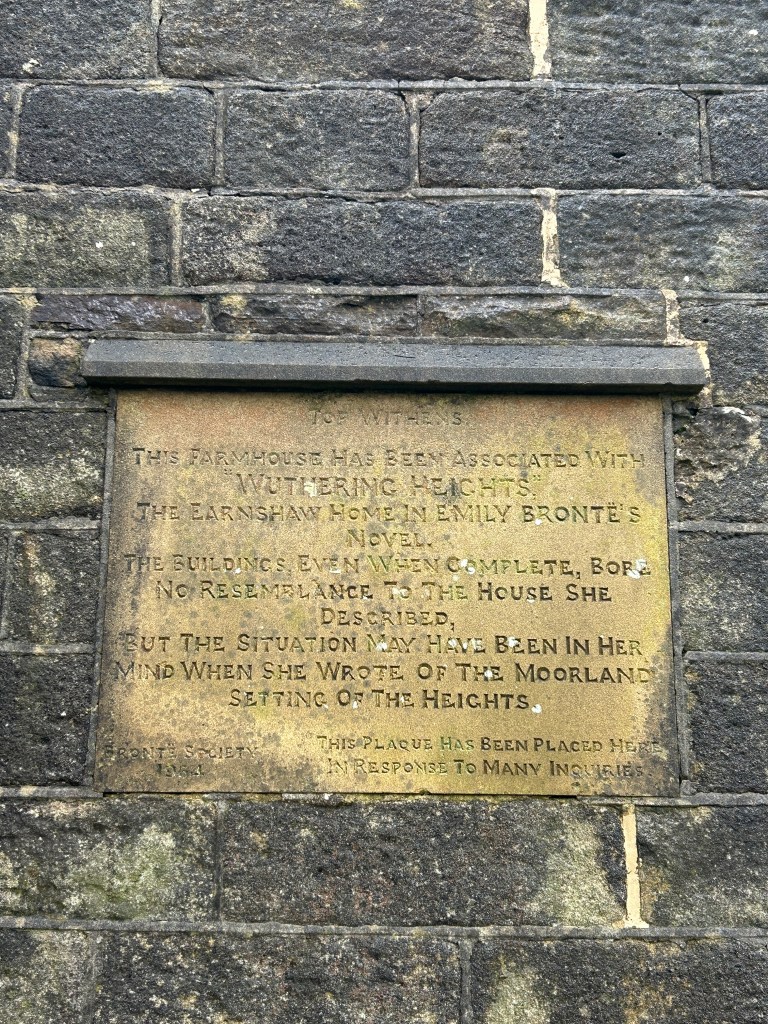 Top Withens
This Farmhouse Has Been Associated With
"Wuthering Heights",
The Earnshaw Home In Emily Brontë's
Novel.
The Buildings, Even When Complete, Bore
No Resemblance To The House She
Described,
But The Situation May Have Been In Her
Mind When She Wrote Of The Moorland
Setting Of The Heights.
Brontë Society
1964
This Plaque Has Been Placed Here
In Response To Many Inquiries.